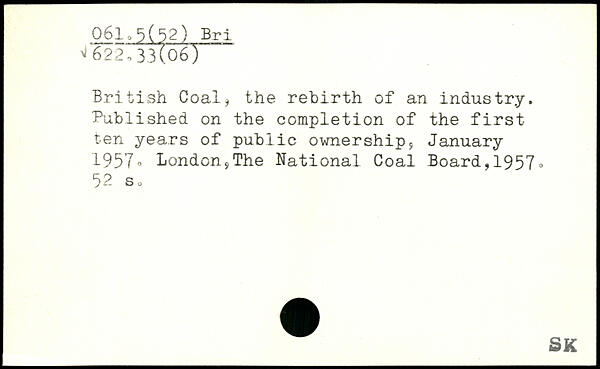 061.5(52) Bri
√622.33(06)
British Coal, the rebirth of an industry.
Published on the completion of the first
ten years of public ownership, January
1957. London,The National Coal Board,1957.
52 s.
SK